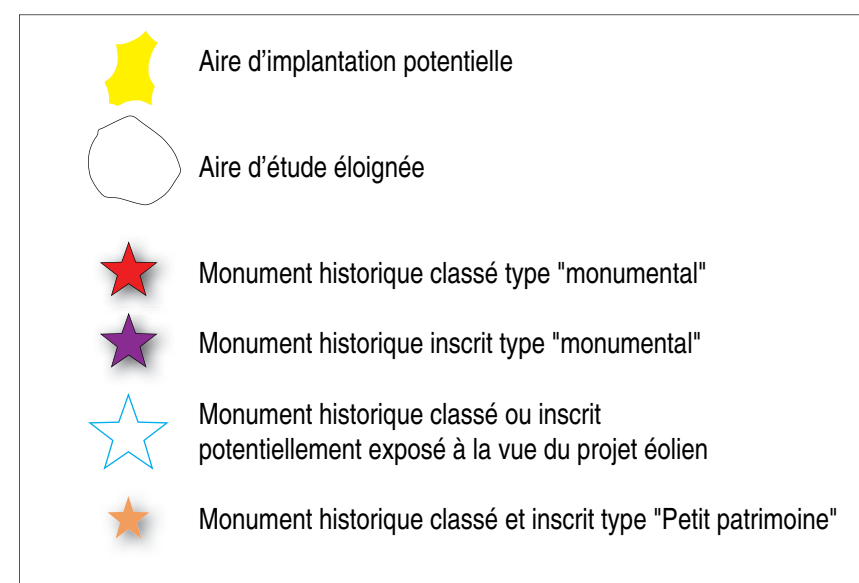 Aire d’implantation potentielle
Aire d’étude éloignée
Monument historique classé type "monumental"
Monument historique inscrit type "monumental"
Monument historique classé ou inscrit
potentiellement exposé à la vue du projet éolien
Monument historique classé et inscrit type "Petit patrimoine"